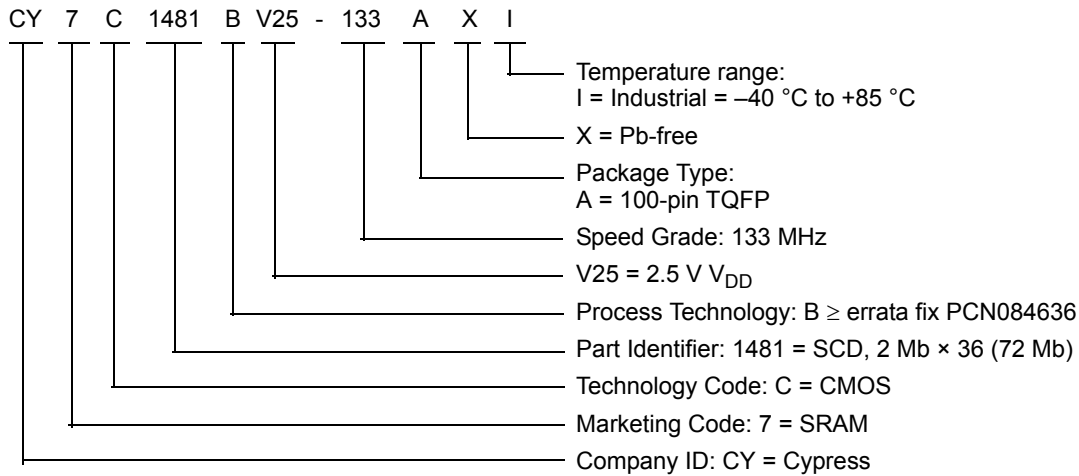 CY 7 C 1481 B V25 - 133 A X I
Temperature range:
I = Industrial = –40 °C to +85 °C
X = Pb-free
Package Type:
A = 100-pin TQFP
Speed Grade: 133 MHz
V25 = 2.5 V VDD
Process Technology: B ≥ errata fix PCN084636
Part Identifier: 1481 = SCD, 2 Mb × 36 (72 Mb)
Technology Code: C = CMOS
Marketing Code: 7 = SRAM
Company ID: CY = Cypress